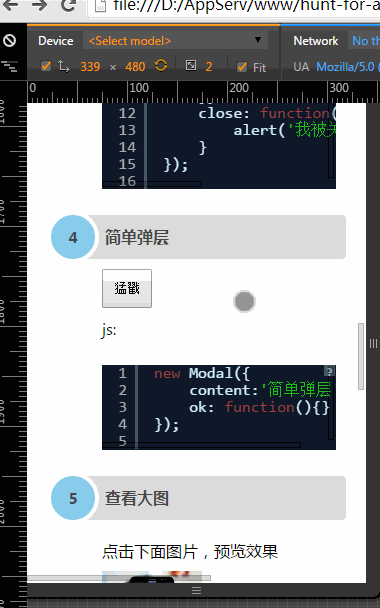 file:///D:/AppServ/www/hunt-for-a
Device <Select model> Network No th
339 × 480 2 Fit UA Mozilla/5.0 (
0 100 200 300
12 close: function(
13 alert('我被关
14 }
15 });
16
4 简单弹层
猛戳
js:
1 new Modal({ ?
2 content:'简单弹层
3 ok: function(){}
4 });
5
5 查看大图
点击下面图片，预览效果